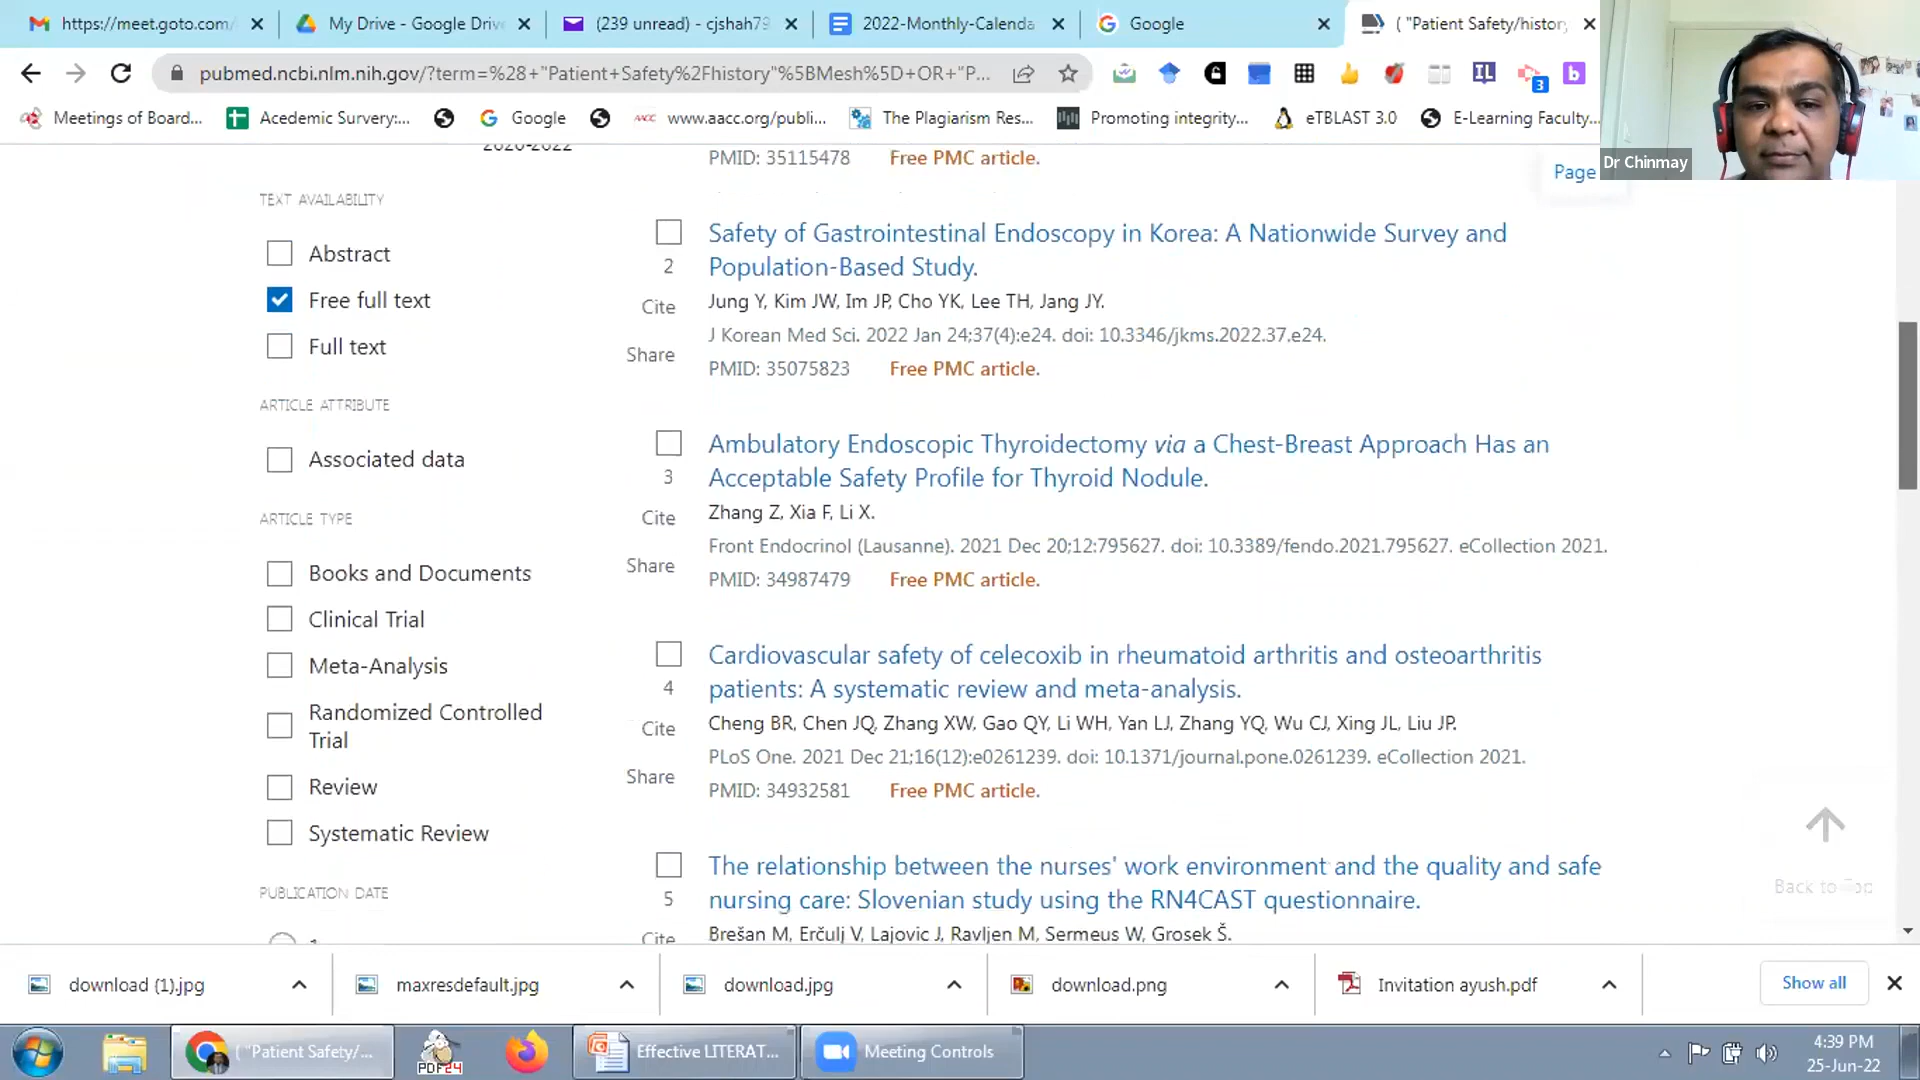 https://meet.goto.com/
My Drive - Google Drive
(239 unread) - cjshah79
2022-Monthly-Calenda
Google
( "Patient Safety/histor
pubmed.ncbi.nlm.nih.gov/?term=%28+"Patient+Safety%2Fhistory"%5BMesh%5D+OR+"P...
IL
3
b
Meetings of Board...
Acedemic Survery:...
Google
AACC
www.aacc.org/publi...
The Plagiarism Res...
Promoting integrity...
eTBLAST 3.0
E-Learning Faculty...
Dr Chinmay
2020-2022
PMID: 35115478 Free PMC article.
Page
TEXT AVAILABILITY
Abstract
Free full text
Full text
ARTICLE ATTRIBUTE
Associated data
ARTICLE TYPE
Books and Documents
Clinical Trial
Meta-Analysis
Randomized Controlled
Trial
Review
Systematic Review
PUBLICATION DATE
2
Cite
Share
Safety of Gastrointestinal Endoscopy in Korea: A Nationwide Survey and
Population-Based Study.
Jung Y, Kim JW, Im JP, Cho YK, Lee TH, Jang JY.
J Korean Med Sci. 2022 Jan 24;37(4):e24. doi: 10.3346/jkms.2022.37.e24.
PMID: 35075823 Free PMC article.
3
Cite
Share
Ambulatory Endoscopic Thyroidectomy via a Chest-Breast Approach Has an
Acceptable Safety Profile for Thyroid Nodule.
Zhang Z, Xia F, Li X.
Front Endocrinol (Lausanne). 2021 Dec 20;12:795627. doi: 10.3389/fendo.2021.795627. eCollection 2021.
PMID: 34987479 Free PMC article.
4
Cite
Share
Cardiovascular safety of celecoxib in rheumatoid arthritis and osteoarthritis
patients: A systematic review and meta-analysis.
Cheng BR, Chen JQ, Zhang XW, Gao QY, Li WH, Yan LJ, Zhang YQ, Wu CJ, Xing JL, Liu JP.
PLoS One. 2021 Dec 21;16(12):e0261239. doi: 10.1371/journal.pone.0261239. eCollection 2021.
PMID: 34932581 Free PMC article.
5
Cite
The relationship between the nurses' work environment and the quality and safe
nursing care: Slovenian study using the RN4CAST questionnaire.
Brešan M, Erčulj V, Lajovic J, Ravljen M, Sermeus W, Grosek Š.
Back to Top
download (1).jpg
maxresdefault.jpg
download.jpg
download.png
Invitation ayush.pdf
Show all
( "Patient Safety/...
PDF24
Effective LITERAT...
Meeting Controls
4:39 PM
25-Jun-22